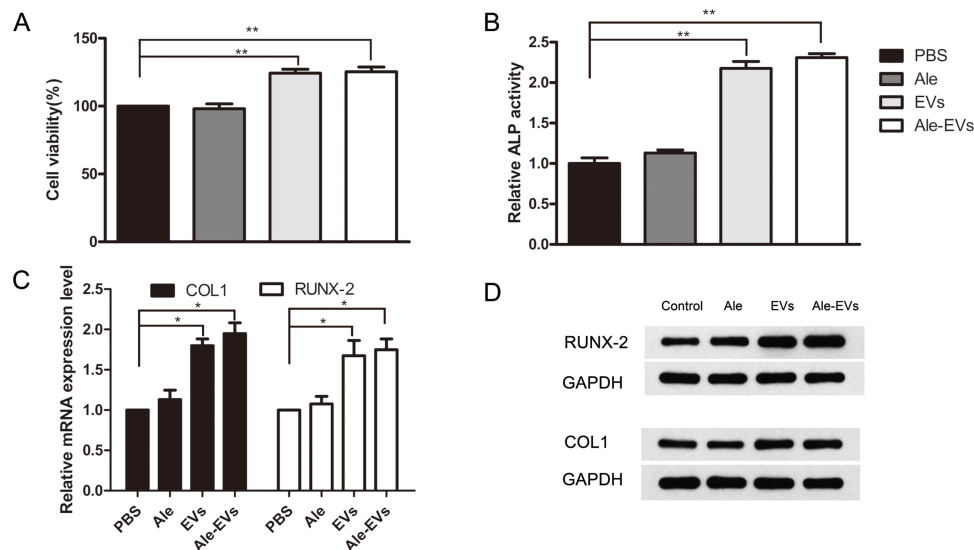 A
Cell viability(%)
150
100
50
0
**
**
B
Relative ALP activity
2.5
2.0
1.5
1.0
0.5
0.0
**
**
PBS
Ale
EVs
Ale-EVs
C
Relative mRNA expression level
2.5
2.0
1.5
1.0
0.5
0.0
COL1
RUNX-2
*
*
*
*
PBS
Ale
EVs
Ale-EVs
PBS
Ale
EVs
Ale-EVs
D
Control Ale EVs Ale-EVs
RUNX-2
GAPDH
COL1
GAPDH